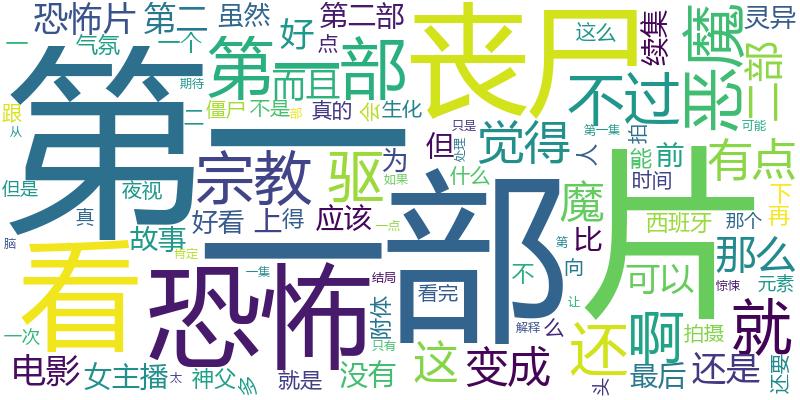 恐怖片 第二 虽然 第二部 好 这么 续集 恶魔 灵异
一 气氛 一个 点 二部
第一部 而且 丧尸 不过
跟 期待 僵尸 不是 真的 会 生化 只是 第一集 可能
从 二 部 处理 拍
第一部 片
宗教 驱 为 但 觉得 人 能 前 有点
但是 夜视 如果 什么 魔 时间 下
真 好看 上 得 应该 一点 比 西班牙 那个 再
脑 看 故事 肯定 不 向 第 那么
恐怖 附体 看完 可以 惊悚 元素
一次 一集 结局 解释 么 让
电影 女主播 太 神父 多 就是 没有 只有 这 变成 还 啊 拍摄 就
头 最后 还是 还要